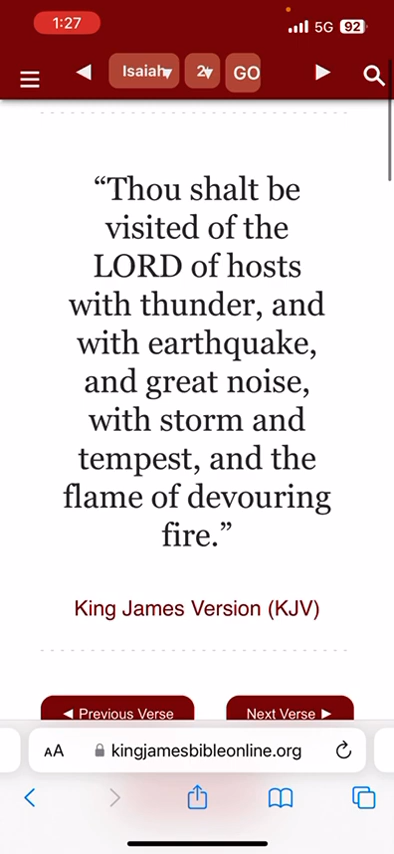 1:27
5G 92
Isaiah
GO
“Thou shalt be
visited of the
LORD of hosts
with thunder, and
with earthquake,
and great noise,
with storm and
tempest, and the
flame of devouring
fire.”
King James Version (KJV)
Previous Verse
Next Verse
AA kingjamesbibleonline.org